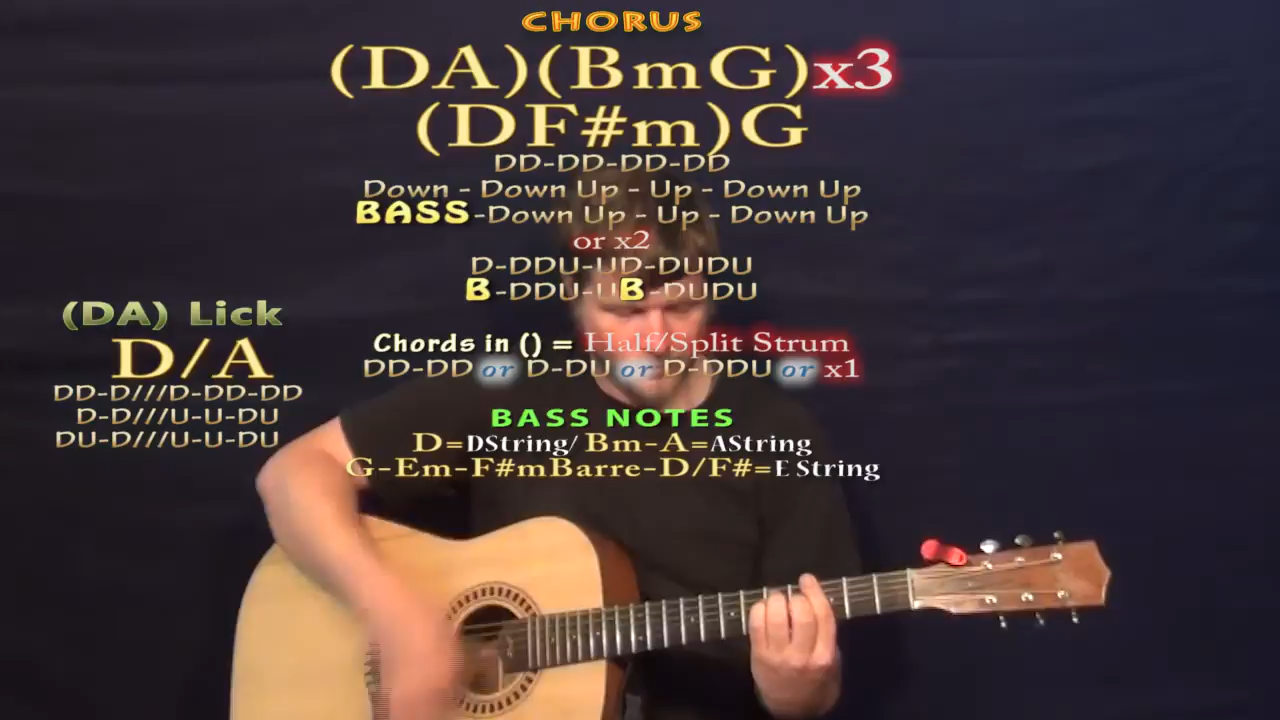 CHORUS
(DA)(BmG)x3
(DF#m)G
DD-DD-DD-DD
Down - Down Up - Up - Down Up
BASS-Down Up - Up - Down Up
or x2
D-DDU-UD-DUDU
B-DDU-UB-DUDU
(DA) Lick
D/A
DD-D///D-DD-DD
D-D///U-U-DU
DU-D///U-U-DU
Chords in () = Half/Split Strum
DD-DD or D-DU or D-DDU or x1
BASS NOTES
D=DString/ Bm-A=AString
G-Em-F#mBarre-D/F#=E String